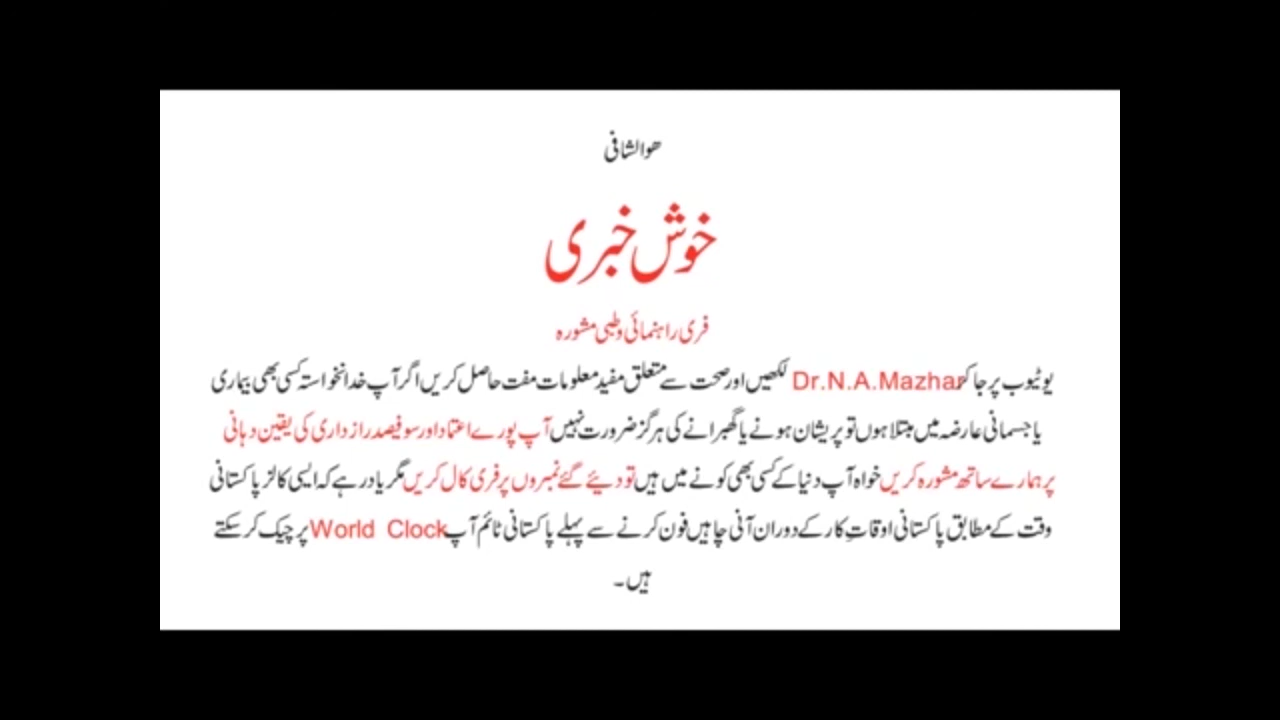 ھوالشافی
خوش خبری
فری راہنمائی و طبی مشورہ
یوٹیوب پر جا کر Dr.N.A.Mazhar لکھیں اور صحت سے متعلق مفید معلومات مفت حاصل کریں اگر آپ خدانخواستہ کسی بھی بیماری
یا جسمانی عارضہ میں مبتلا ہوں تو پریشان ہونے یا گھبرانے کی ہرگز ضرورت نہیں آپ پورے اعتماد اور سو فیصد رازداری کی یقین دہانی
پر ہمارے ساتھ مشورہ کریں خواہ آپ دنیا کے کسی بھی کونے میں ہیں تو دیئے گئے نمبروں پر فری کال کریں مگر یاد رہے کہ ایسی کالز پاکستانی
وقت کے مطابق پاکستانی اوقاتِ کار کے دوران آنی چاہیں فون کرنے سے پہلے پاکستانی ٹائم آپ World Clock پر چیک کر سکتے
ہیں۔